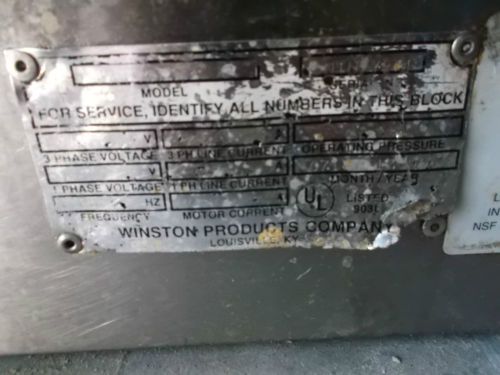 MODEL
FOR SERVICE, IDENTIFY ALL NUMBERS IN THIS BLOCK
V A
3 PHASE VOLTAGE 3 PH LINE CURRENT OPERATING PRESSURE
V A
1 PHASE VOLTAGE 1 PH LINE CURRENT MONTH/YEAR
HZ A UL LISTED
FREQUENCY MOTOR CURRENT 903L
WINSTON PRODUCTS COMPANY
LOUISVILLE, KY
L
IN
NSF